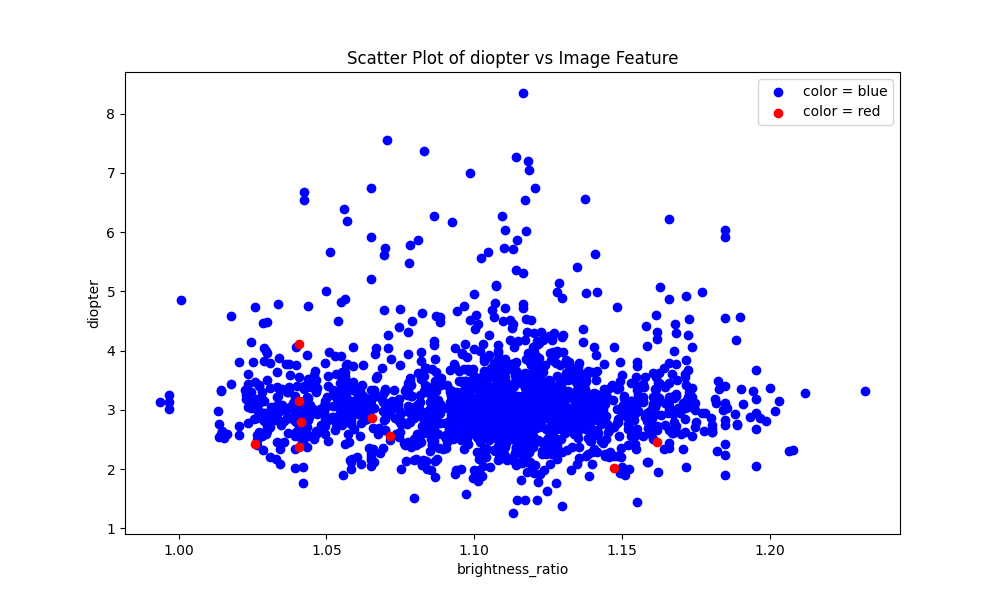 Scatter Plot of diopter vs Image Feature
color = blue
color = red
8
7
6
5
4
3
2
1
diopter
1.00 1.05 1.10 1.15 1.20
brightness_ratio